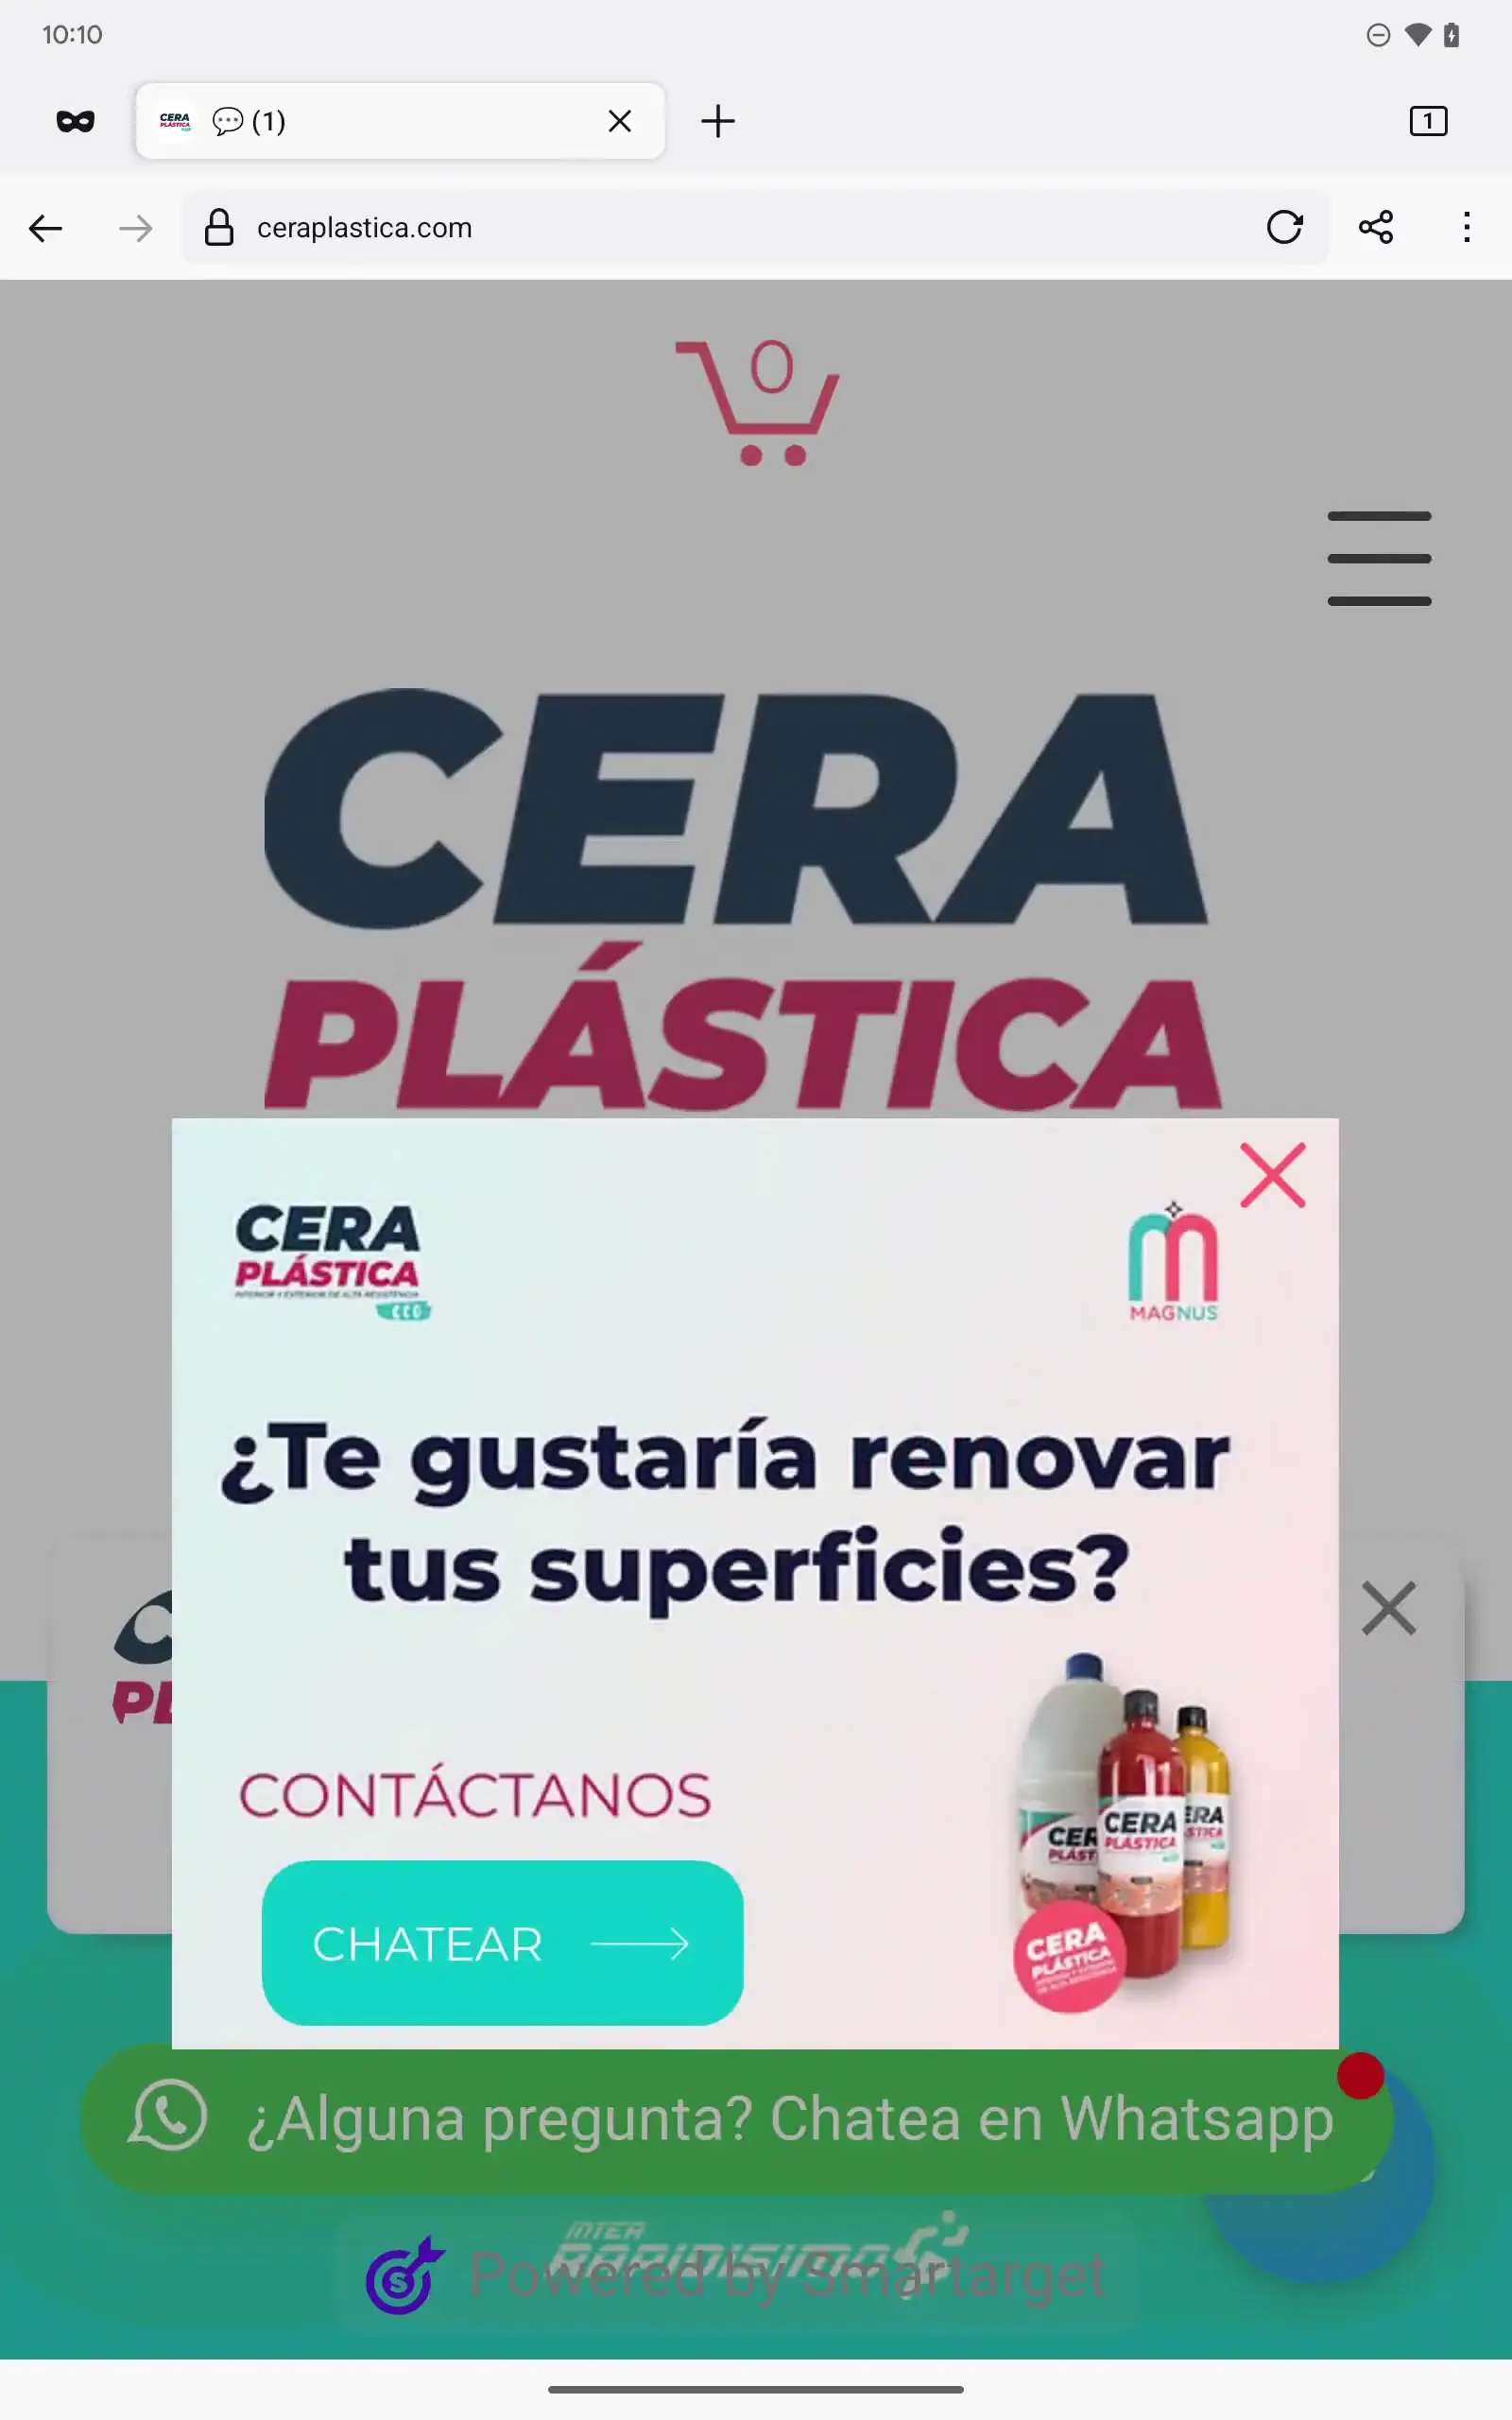 10:10
💬 (1)
1
ceraplastica.com
0
CERA
PLÁSTICA
CERA
PLÁSTICA
INTERIOR Y EXTERIOR DE ALTA RESISTENCIA
eco
MAGNUS
¿Te gustaría renovar
tus superficies?
CONTÁCTANOS
CHATEAR
CERA
PLÁSTICA
CERA
PLÁSTICA
¿Alguna pregunta? Chatea en Whatsapp
INTER
RAPIDISIMO
Powered by Smartarget